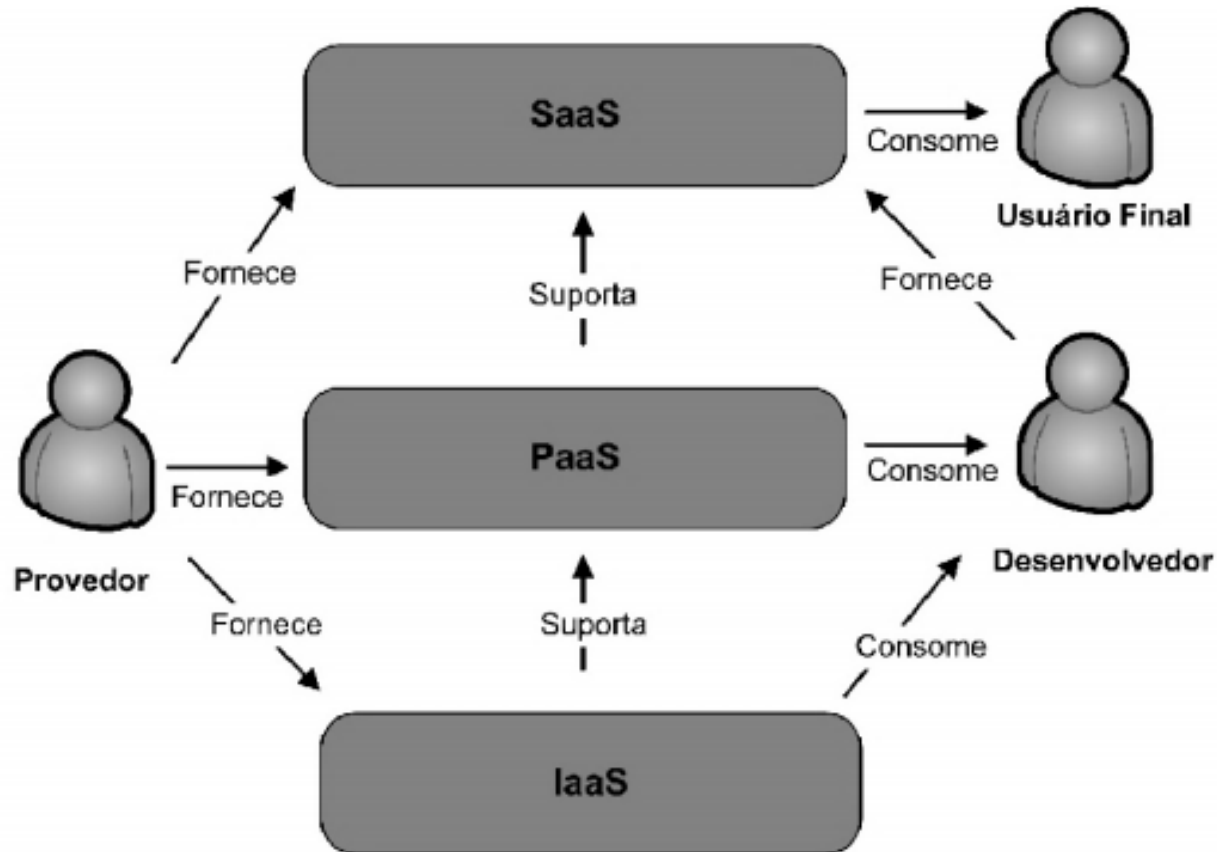 SaaS
Consome
Usuário Final
Fornece
Suporta
Fornece
PaaS
Fornece
Consome
Provedor
Desenvolvedor
Fornece
Suporta
Consome
IaaS